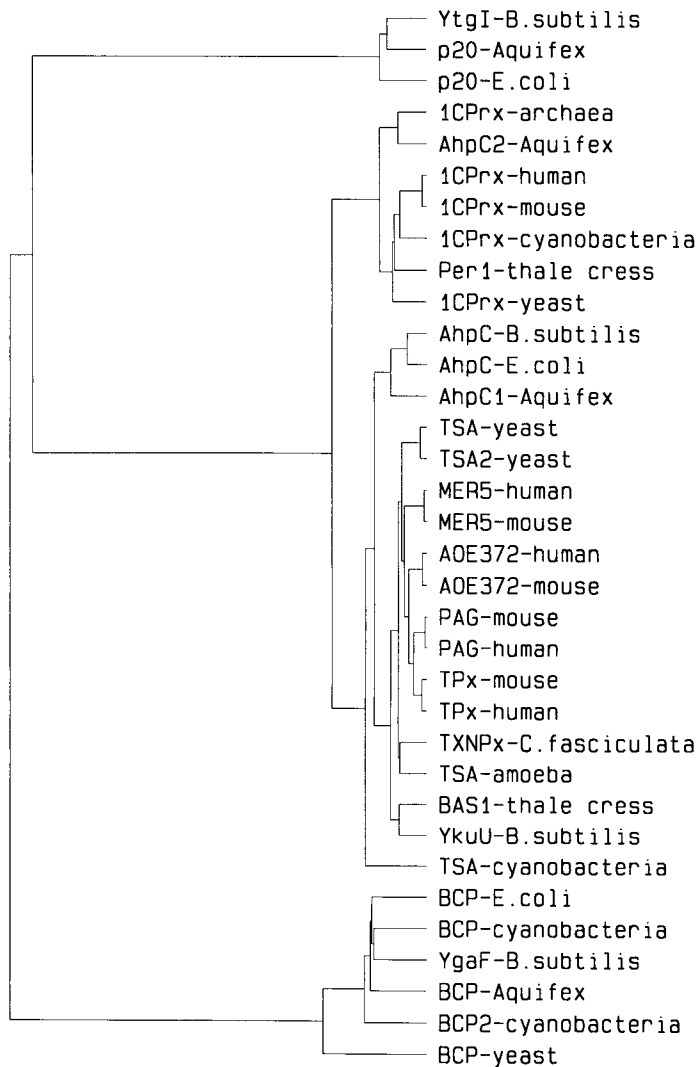 YtgI-B.subtilis
p20-Aquifex
p20-E.coli
1CPrx-archaea
AhpC2-Aquifex
1CPrx-human
1CPrx-mouse
1CPrx-cyanobacteria
Per1-thale cress
1CPrx-yeast
AhpC-B.subtilis
AhpC-E.coli
AhpC1-Aquifex
TSA-yeast
TSA2-yeast
MER5-human
MER5-mouse
AOE372-human
AOE372-mouse
PAG-mouse
PAG-human
TPx-mouse
TPx-human
TXNPx-C.fasciculata
TSA-amoeba
BAS1-thale cress
YkuU-B.subtilis
TSA-cyanobacteria
BCP-E.coli
BCP-cyanobacteria
YgaF-B.subtilis
BCP-Aquifex
BCP2-cyanobacteria
BCP-yeast